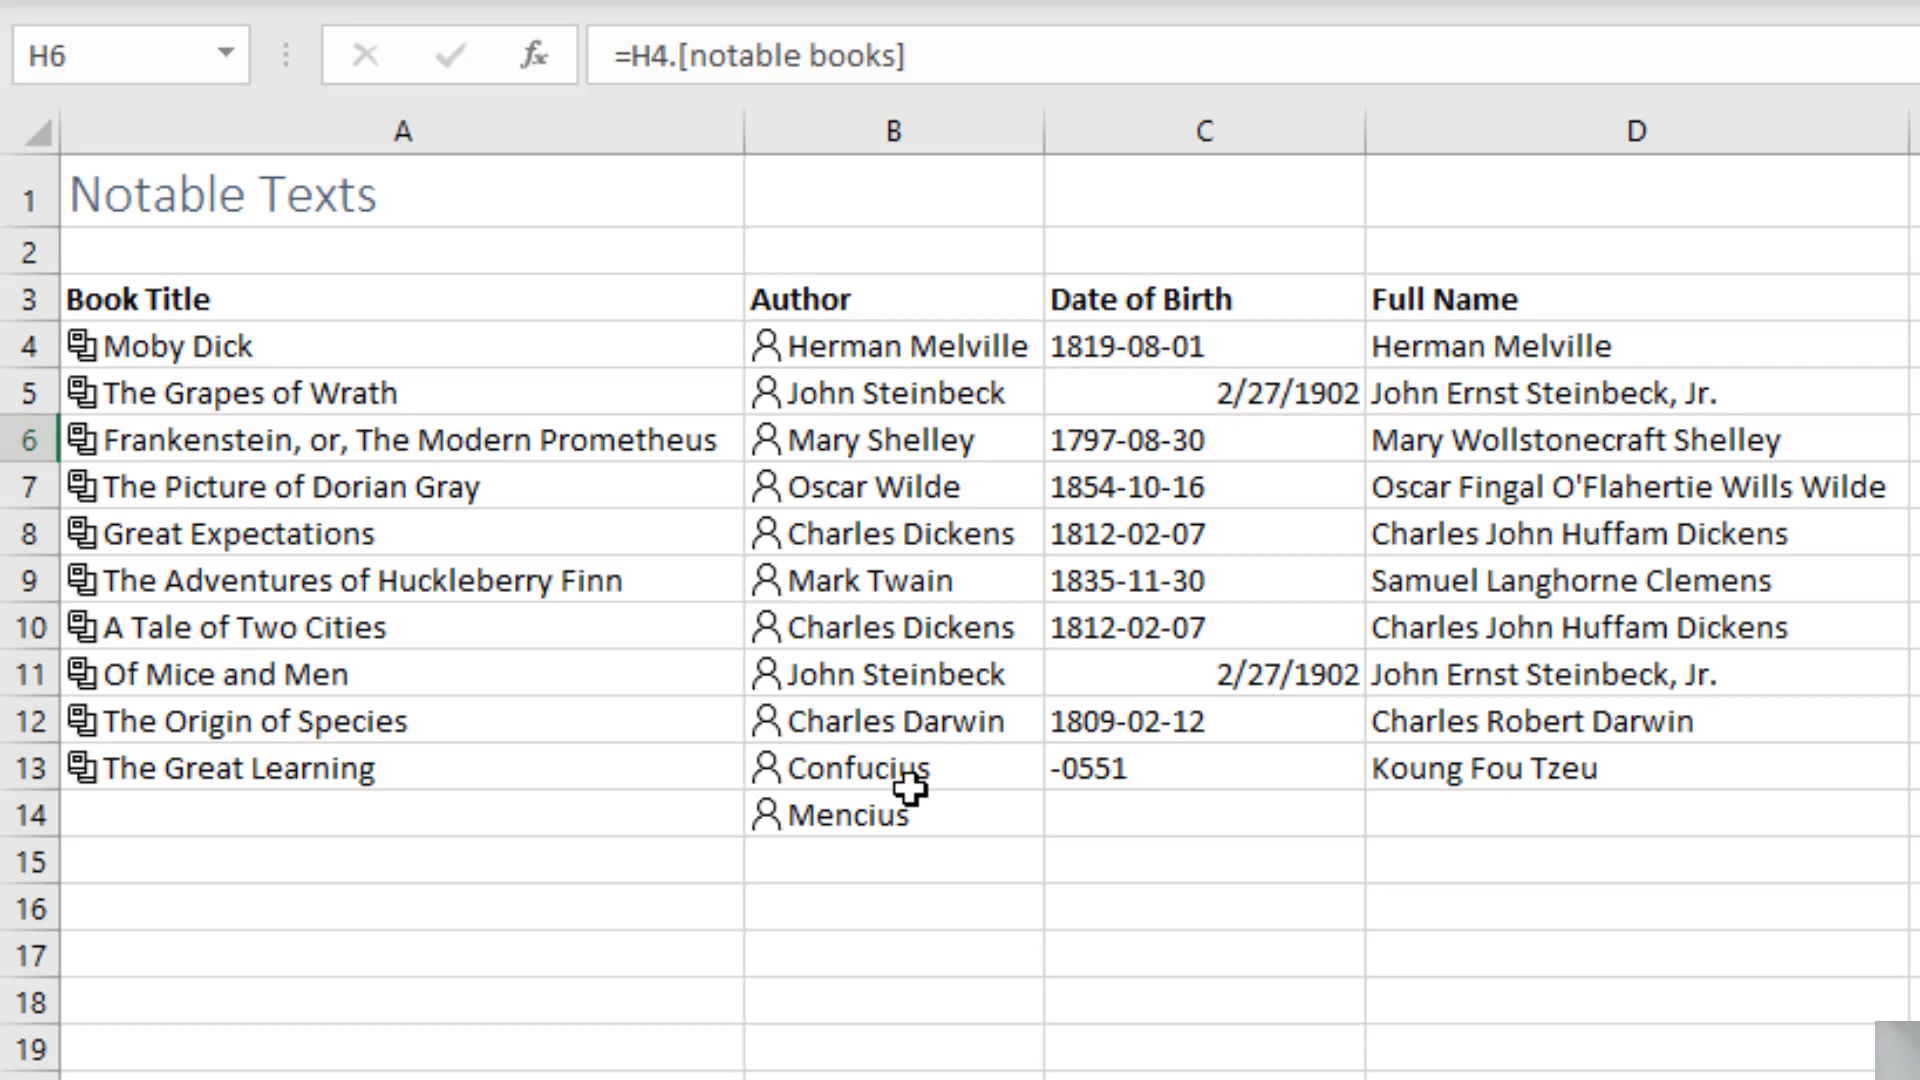 H6 fx =H4.[notable books]
A B C D
1 Notable Texts
2
3 Book Title Author Date of Birth Full Name
4 Moby Dick Herman Melville 1819-08-01 Herman Melville
5 The Grapes of Wrath John Steinbeck 2/27/1902 John Ernst Steinbeck, Jr.
6 Frankenstein, or, The Modern Prometheus Mary Shelley 1797-08-30 Mary Wollstonecraft Shelley
7 The Picture of Dorian Gray Oscar Wilde 1854-10-16 Oscar Fingal O'Flahertie Wills Wilde
8 Great Expectations Charles Dickens 1812-02-07 Charles John Huffam Dickens
9 The Adventures of Huckleberry Finn Mark Twain 1835-11-30 Samuel Langhorne Clemens
10 A Tale of Two Cities Charles Dickens 1812-02-07 Charles John Huffam Dickens
11 Of Mice and Men John Steinbeck 2/27/1902 John Ernst Steinbeck, Jr.
12 The Origin of Species Charles Darwin 1809-02-12 Charles Robert Darwin
13 The Great Learning Confucius -0551 Koung Fou Tzeu
14 Mencius
15
16
17
18
19